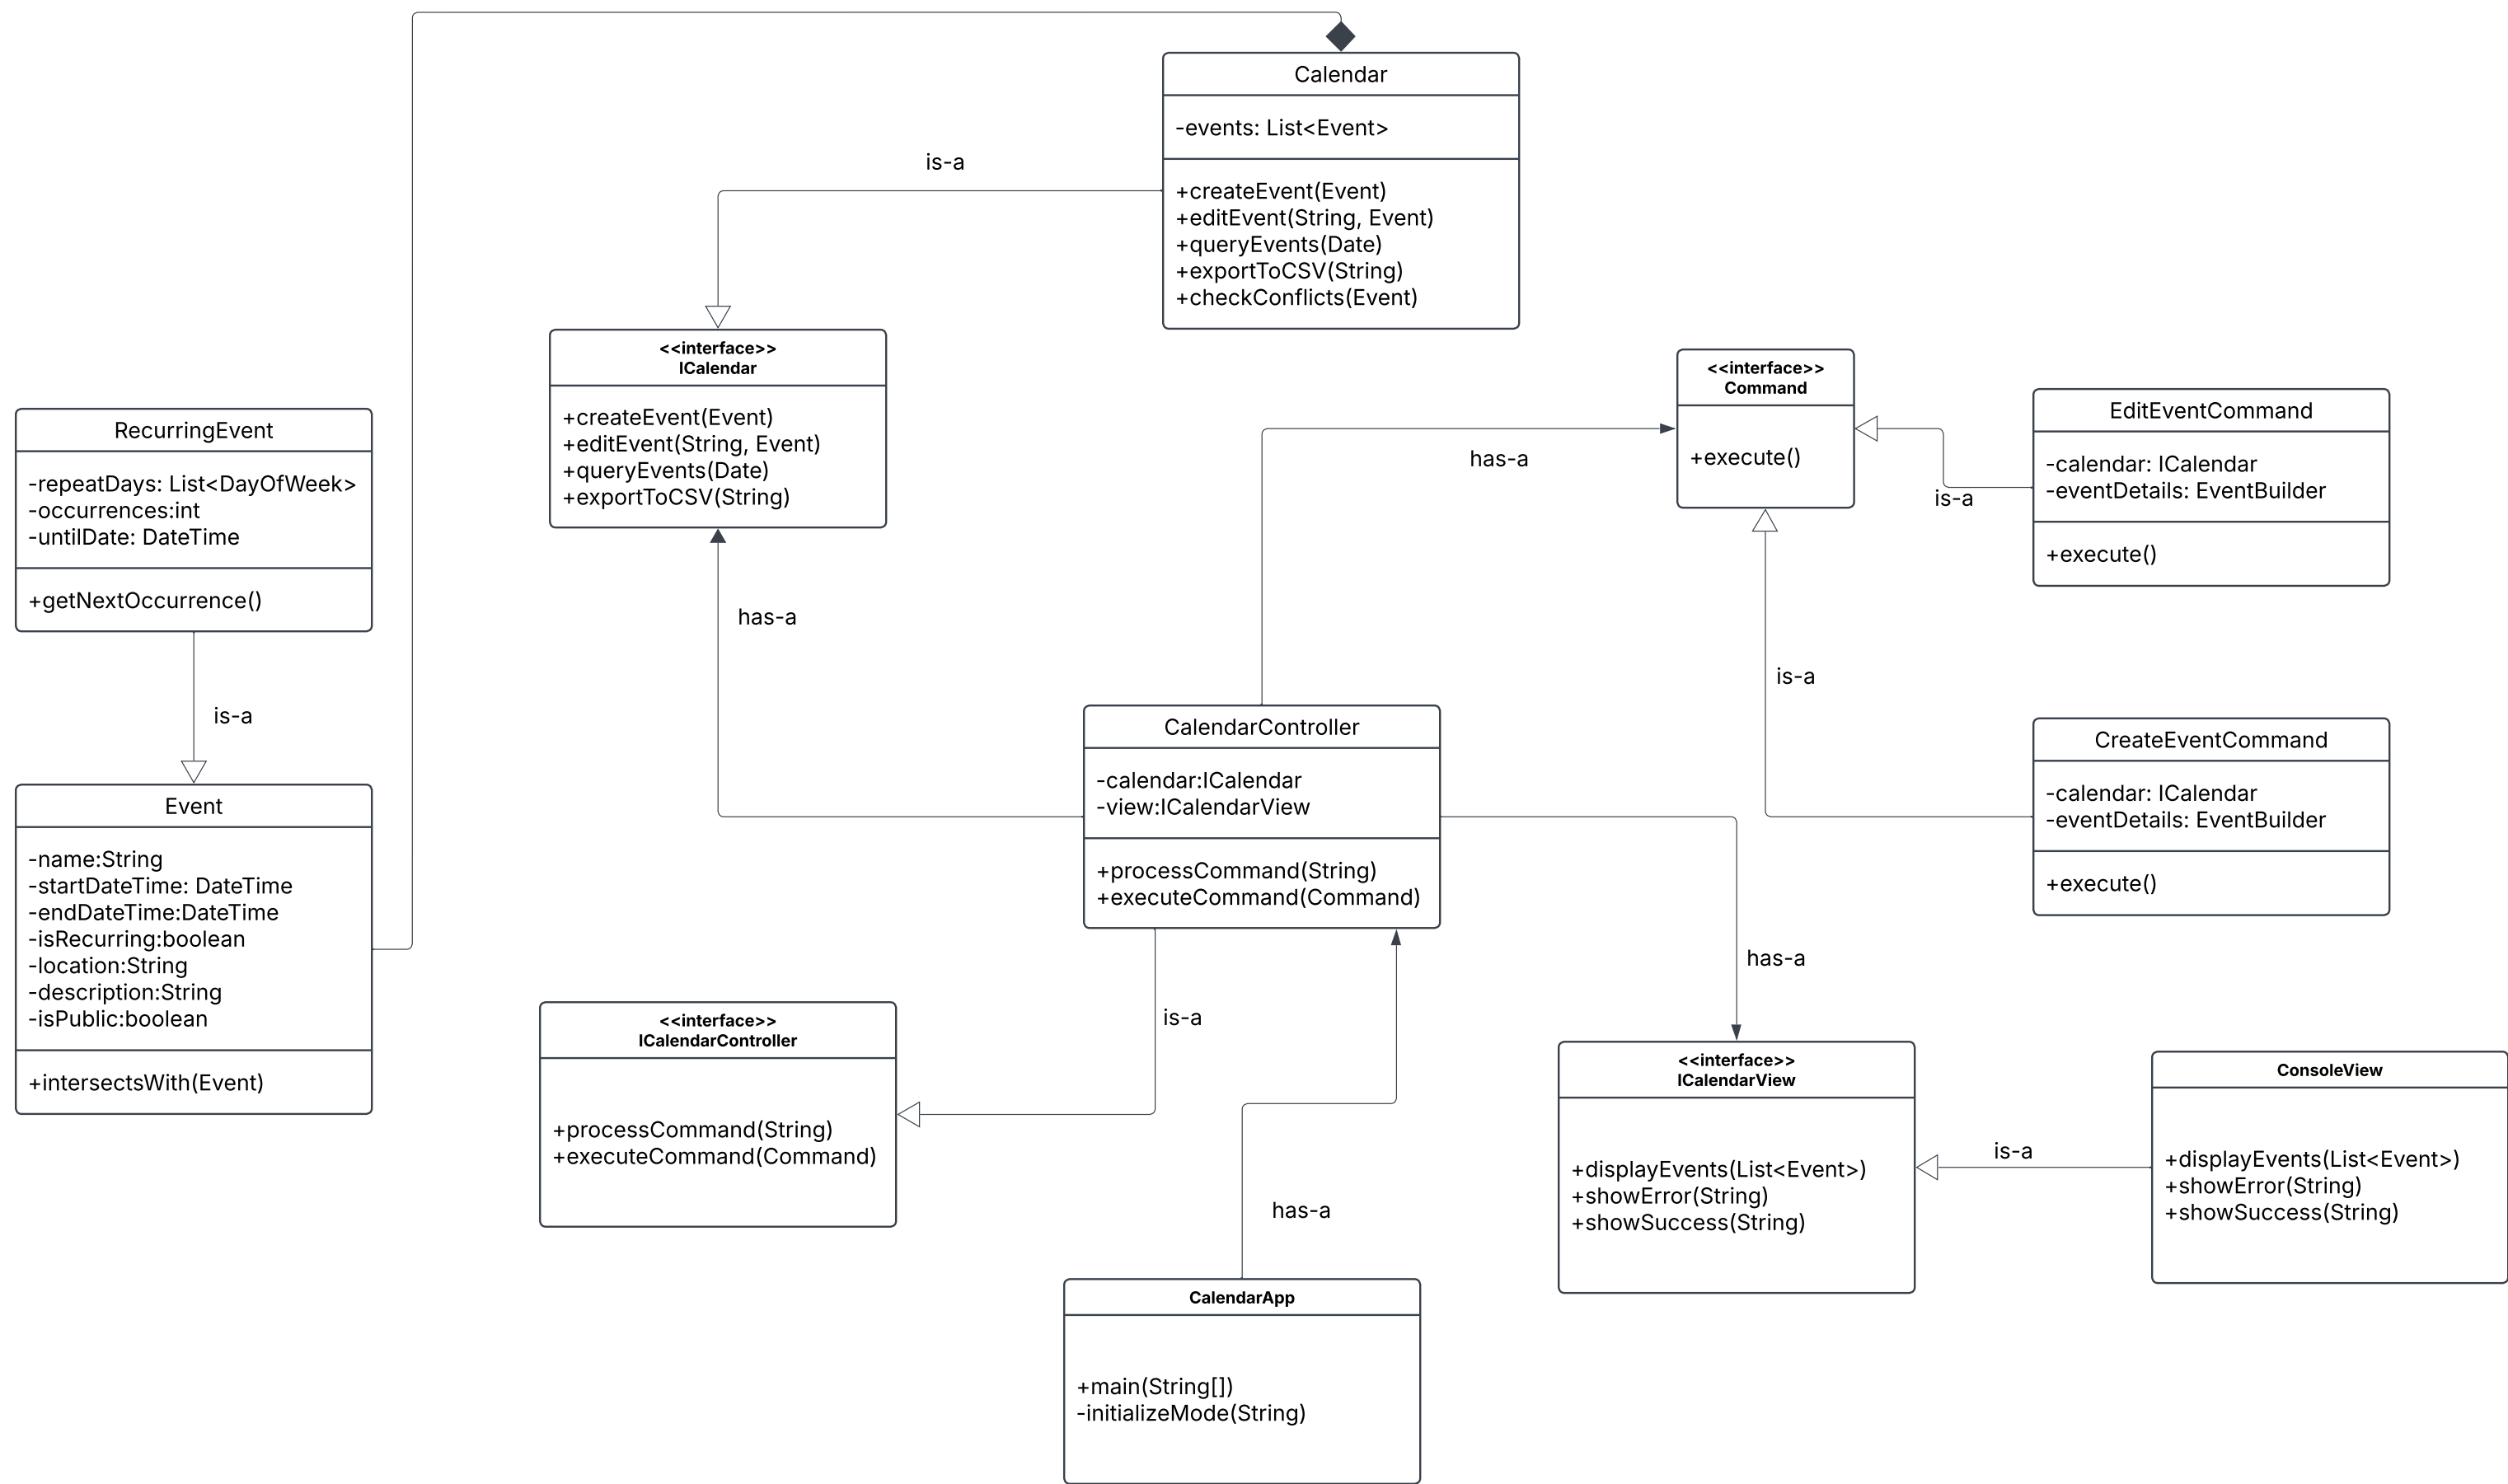 Calendar
-events: List<Event>
+createEvent(Event)
+editEvent(String, Event)
+queryEvents(Date)
+exportToCSV(String)
+checkConflicts(Event)
is-a
<<interface>>
ICalendar
+createEvent(Event)
+editEvent(String, Event)
+queryEvents(Date)
+exportToCSV(String)
<<interface>>
Command
+execute()
has-a
EditEventCommand
-calendar: ICalendar
-eventDetails: EventBuilder
+execute()
is-a
RecurringEvent
-repeatDays: List<DayOfWeek>
-occurrences:int
-untilDate: DateTime
+getNextOccurrence()
has-a
is-a
is-a
CalendarController
-calendar:ICalendar
-view:ICalendarView
+processCommand(String)
+executeCommand(Command)
CreateEventCommand
-calendar: ICalendar
-eventDetails: EventBuilder
+execute()
Event
-name:String
-startDateTime: DateTime
-endDateTime:DateTime
-isRecurring:boolean
-location:String
-description:String
-isPublic:boolean
+intersectsWith(Event)
has-a
is-a
<<interface>>
ICalendarController
+processCommand(String)
+executeCommand(Command)
<<interface>>
ICalendarView
+displayEvents(List<Event>)
+showError(String)
+showSuccess(String)
is-a
ConsoleView
+displayEvents(List<Event>)
+showError(String)
+showSuccess(String)
has-a
CalendarApp
+main(String[])
-initializeMode(String)